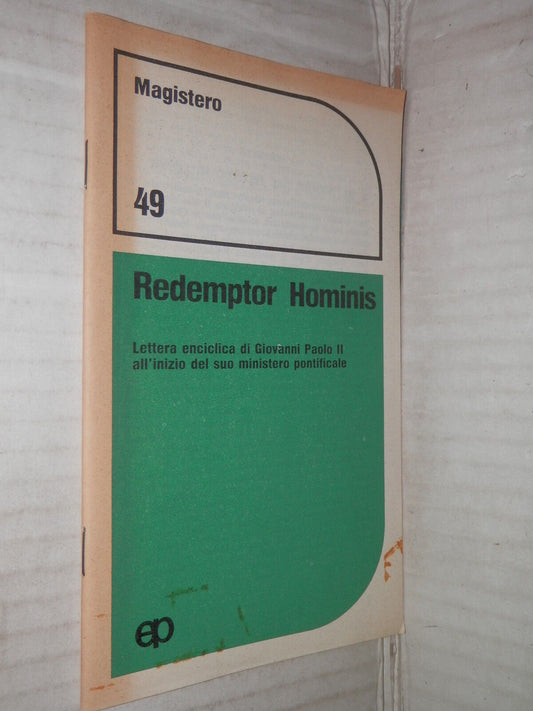 Magistero
49
Redemptor Hominis
Lettera enciclica di Giovanni Paolo II
all'inizio del suo ministero pontificale
ep